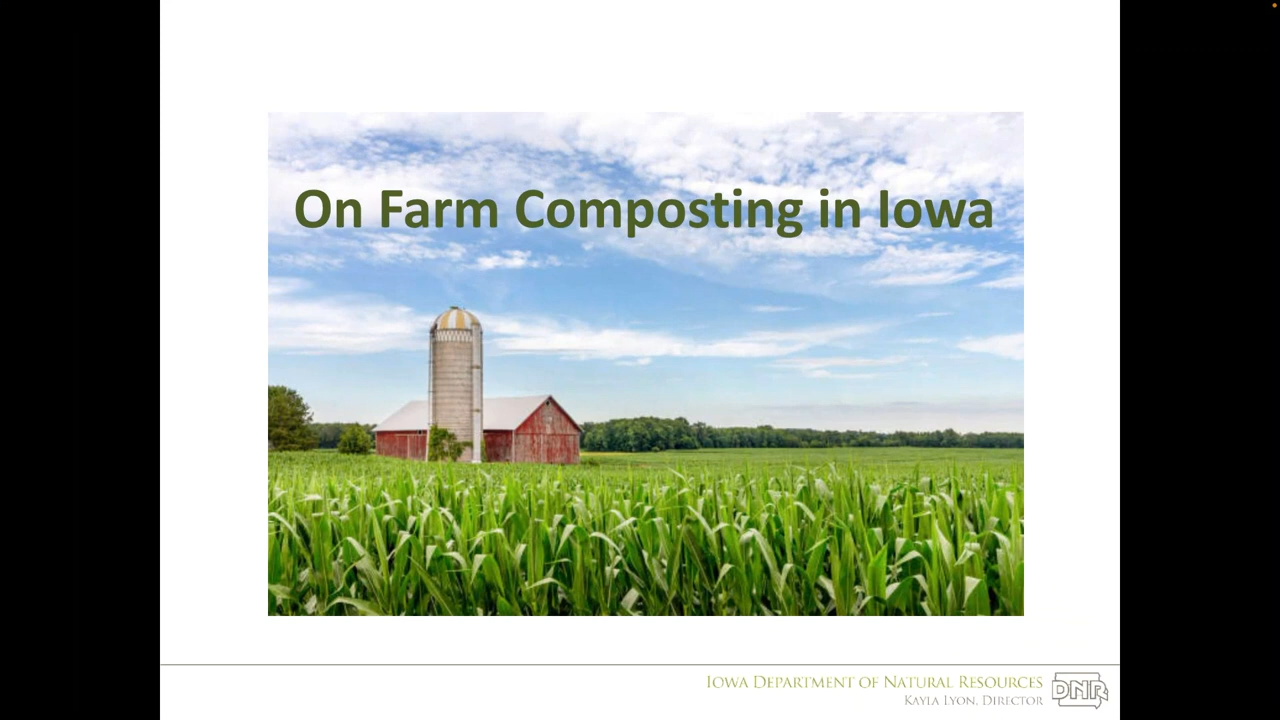 On Farm Composting in Iowa
Iowa Department of Natural Resources
Kayla Lyon, Director
DNR